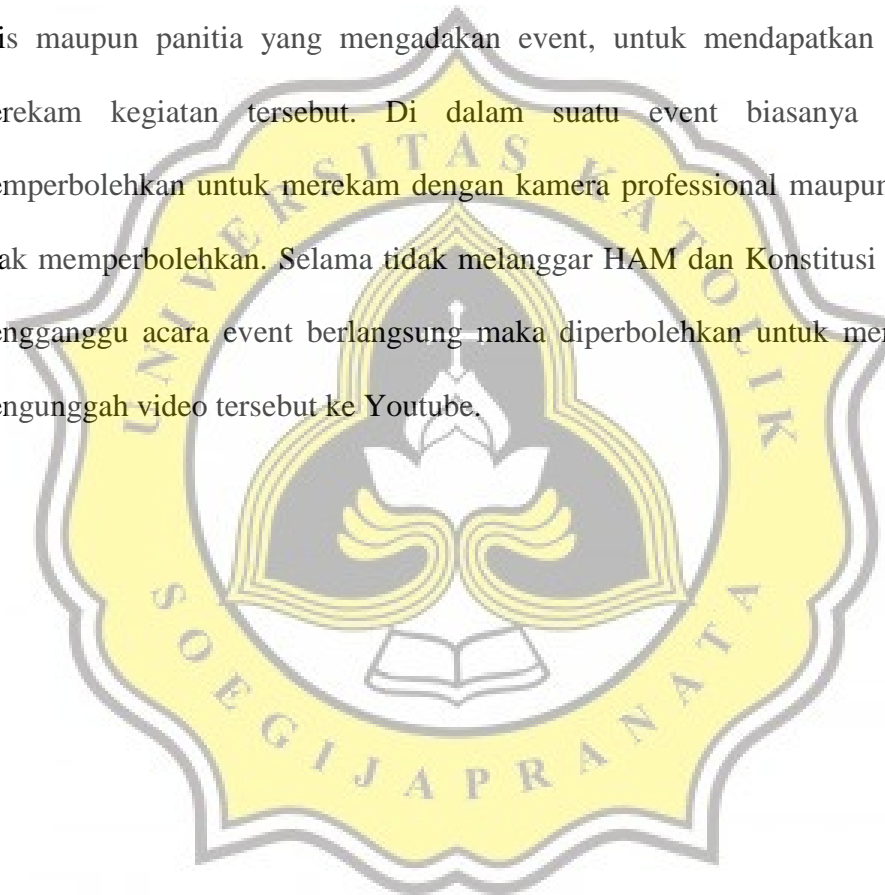 is maupun panitia yang mengadakan event, untuk mendapatkan
erekam kegiatan tersebut. Di dalam suatu event biasanya
emperbolehkan untuk merekam dengan kamera professional maupun
ak memperbolehkan. Selama tidak melanggar HAM dan Konstitusi
engganggu acara event berlangsung maka diperbolehkan untuk me
engunggah video tersebut ke Youtube.
UNIVERSITAS KATOLIK
SOEGIJAPRANATA